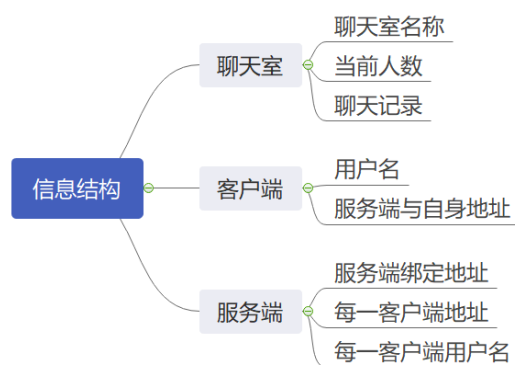 信息结构
聊天室
聊天室名称
当前人数
聊天记录
客户端
用户名
服务端与自身地址
服务端
服务端绑定地址
每一客户端地址
每一客户端用户名